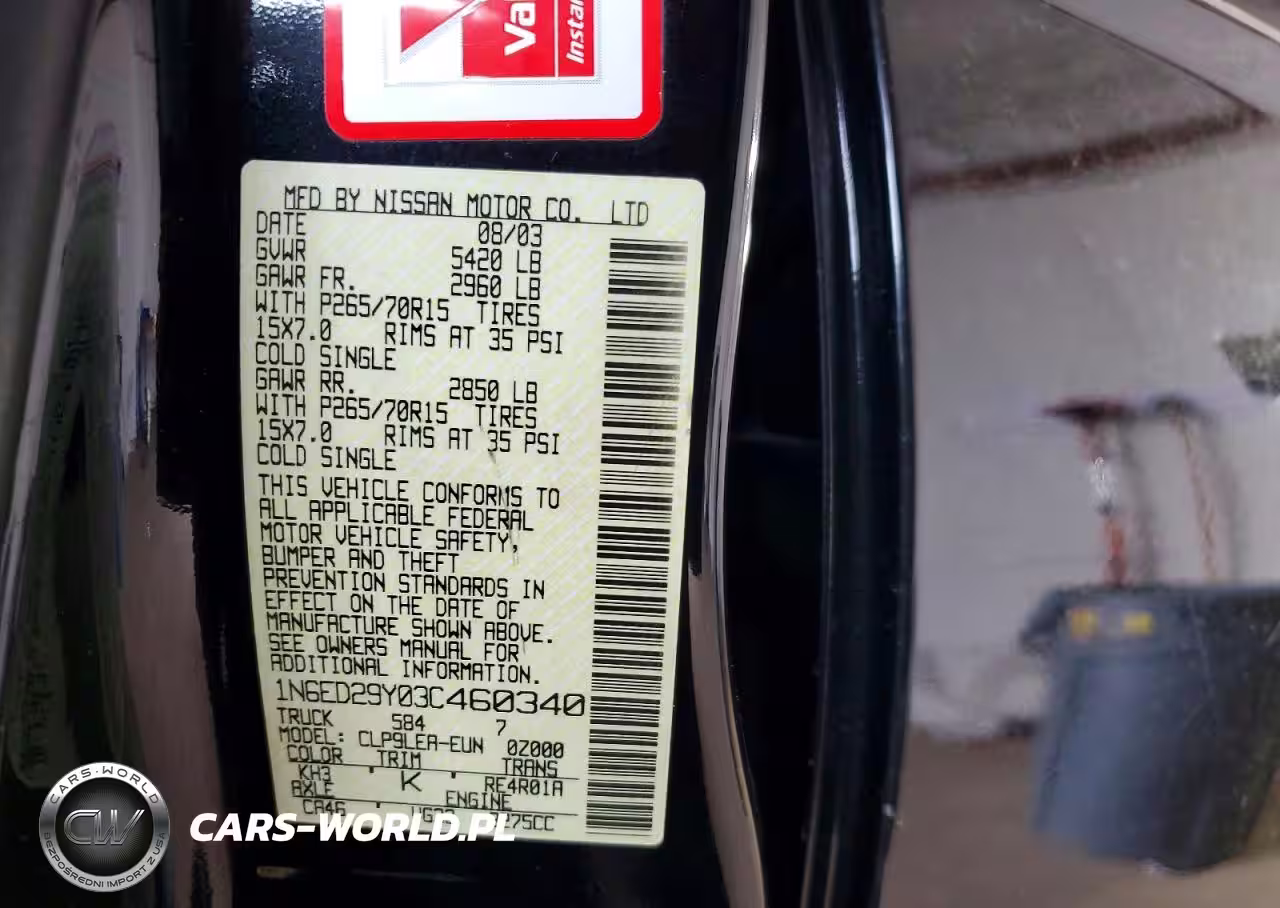 Va
Instan
MFD BY NISSAN MOTOR CO. LTD
DATE 08/03
GVWR 5420 LB
GAWR FR. 2960 LB
WITH P265/70R15 TIRES
15X7.0 RIMS AT 35 PSI
COLD SINGLE
GAWR RR. 2850 LB
WITH P265/70R15 TIRES
15X7.0 RIMS AT 35 PSI
COLD SINGLE
THIS VEHICLE CONFORMS TO
ALL APPLICABLE FEDERAL
MOTOR VEHICLE SAFETY,
BUMPER AND THEFT
PREVENTION STANDARDS IN
EFFECT ON THE DATE OF
MANUFACTURE SHOWN ABOVE.
SEE OWNERS MANUAL FOR
ADDITIONAL INFORMATION.
1N6ED29Y03C460340
TRUCK 584 7
MODEL: CLP9LEA-EUN 0Z000
COLOR TRIM TRANS
KH3 K RE4R01A
AXLE ENGINE
CA46 275CC
CARS-WORLD
CW
BEZPOŚREDNI IMPORT Z USA
CARS-WORLD.PL